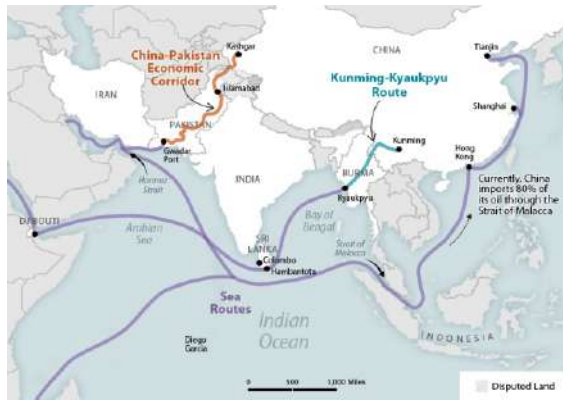 Tianjin
CHINA
Kashgar
China-Pakistan
Economic
Corridor
Islamabad
Kunming-Kyaukpyu
Route
IRAN
Shanghai
PAKISTAN
Gwadar
Port
Kunming
Hong
Kong
INDIA
BURMA
Kyaukpyu
Currently, China
imports 80% of
its oil through the
Strait of Malacca
Hormuz
Strait
DJIBOUTI
Arabian
Sea
Bay of
Bengal
SRI
LANKA
Colombo
Hambantota
Strait of
Malacca
Sea
Routes
Indian
Ocean
INDONESIA
Diego
Garcia
0 500 1,000 Miles
Disputed Land